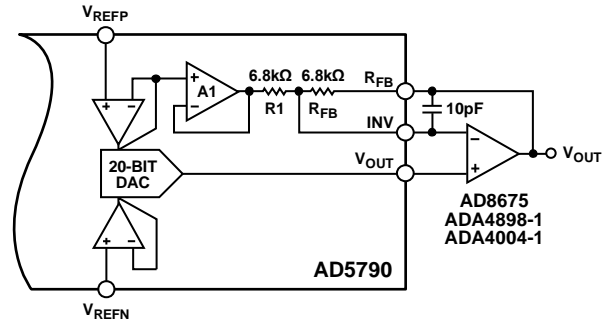 VREFP
6.8kΩ 6.8kΩ
RFB
+ −
+
−
A1
R1
RFB
10pF
INV
− +
20-BIT
DAC
VOUT
−
+
VOUT
AD8675
ADA4898-1
ADA4004-1
+ −
AD5790
VREFN